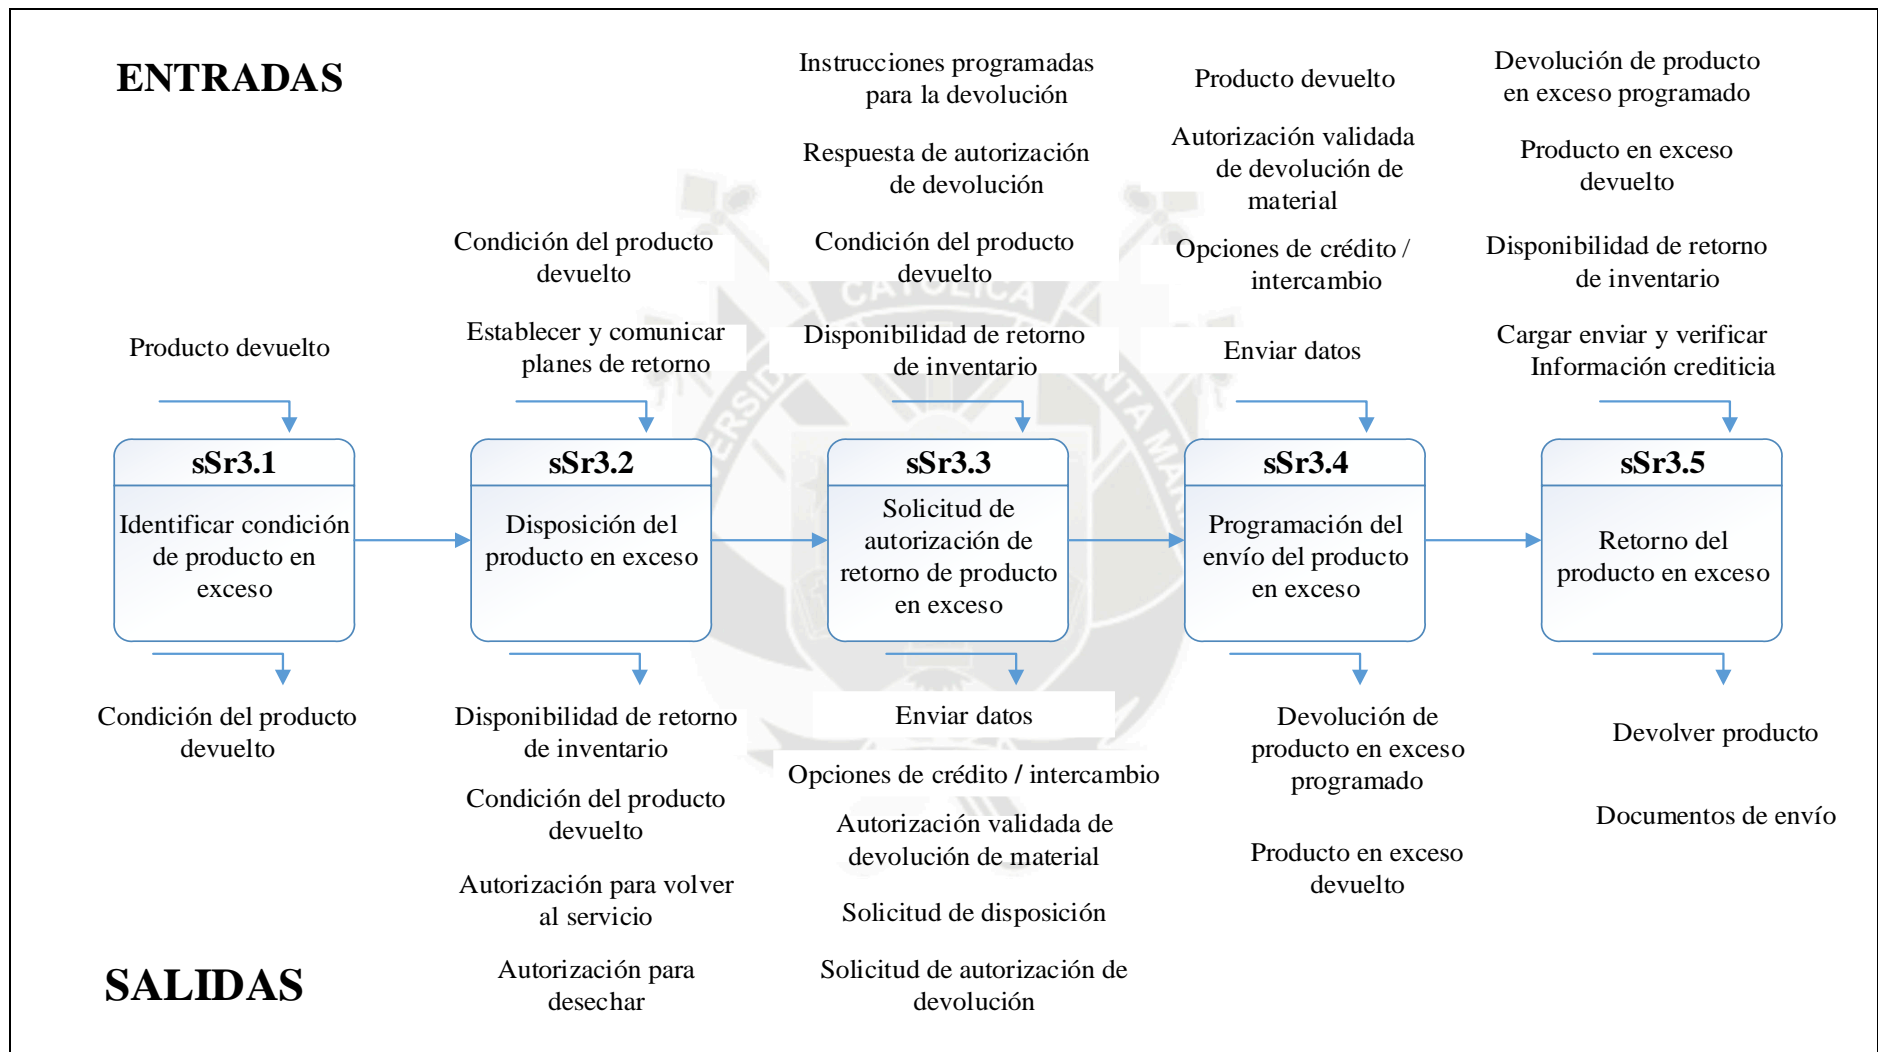 ENTRADAS
Producto devuelto
Condición del producto
devuelto
Establecer y comunicar
planes de retorno
Instrucciones programadas
para la devolución
Respuesta de autorización
de devolución
Condición del producto
devuelto
Disponibilidad de retorno
de inventario
Producto devuelto
Autorización validada
de devolución de
material
Opciones de crédito /
intercambio
Enviar datos
Devolución de producto
en exceso programado
Producto en exceso
devuelto
Disponibilidad de retorno
de inventario
Cargar enviar y verificar
Información crediticia
sSr3.1
Identificar condición
de producto en
exceso
sSr3.2
Disposición del
producto en exceso
sSr3.3
Solicitud de
autorización de
retorno de producto
en exceso
sSr3.4
Programación del
envío del producto
en exceso
sSr3.5
Retorno del
producto en exceso
Condición del producto
devuelto
Disponibilidad de retorno
de inventario
Condición del producto
devuelto
Autorización para volver
al servicio
Autorización para
desechar
Enviar datos
Opciones de crédito / intercambio
Autorización validada de
devolución de material
Solicitud de disposición
Solicitud de autorización de
devolución
Devolución de
producto en exceso
programado
Producto en exceso
devuelto
Devolver producto
Documentos de envío
SALIDAS
CATOLICA